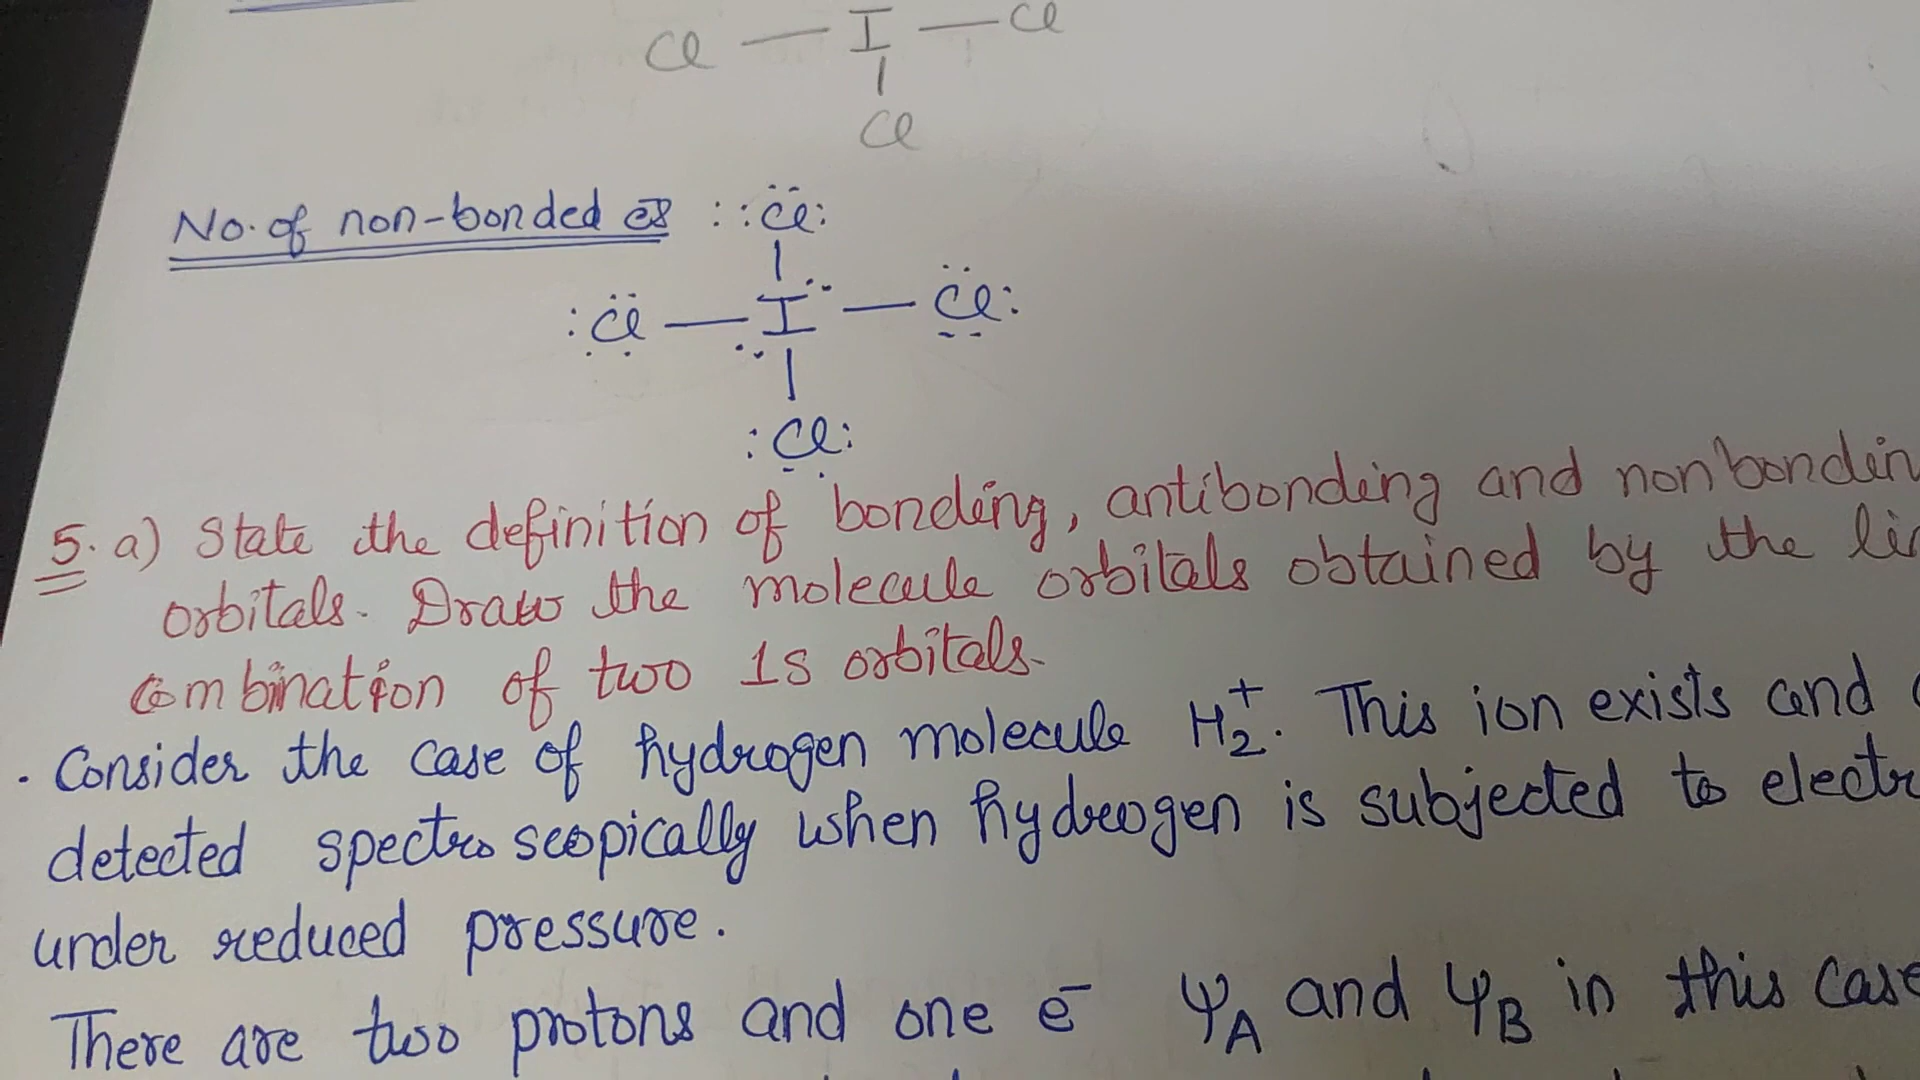 Cl — I — Cl
|
Cl
No. of non-bonded es : :Cl:
|
:Cl — I — Cl:
|
:Cl:
5. a) State the definition of bonding, antibonding and nonbondin
orbitals. Draw the molecule orbitals obtained by the
combination of two 1s orbitals.
. Consider the case of hydrogen molecule H₂⁺. This ion exists and
detected spectroscopically when hydrogen is subjected to electr
under reduced pressure.
There are two protons and one e⁻ ψA and ψB in this case